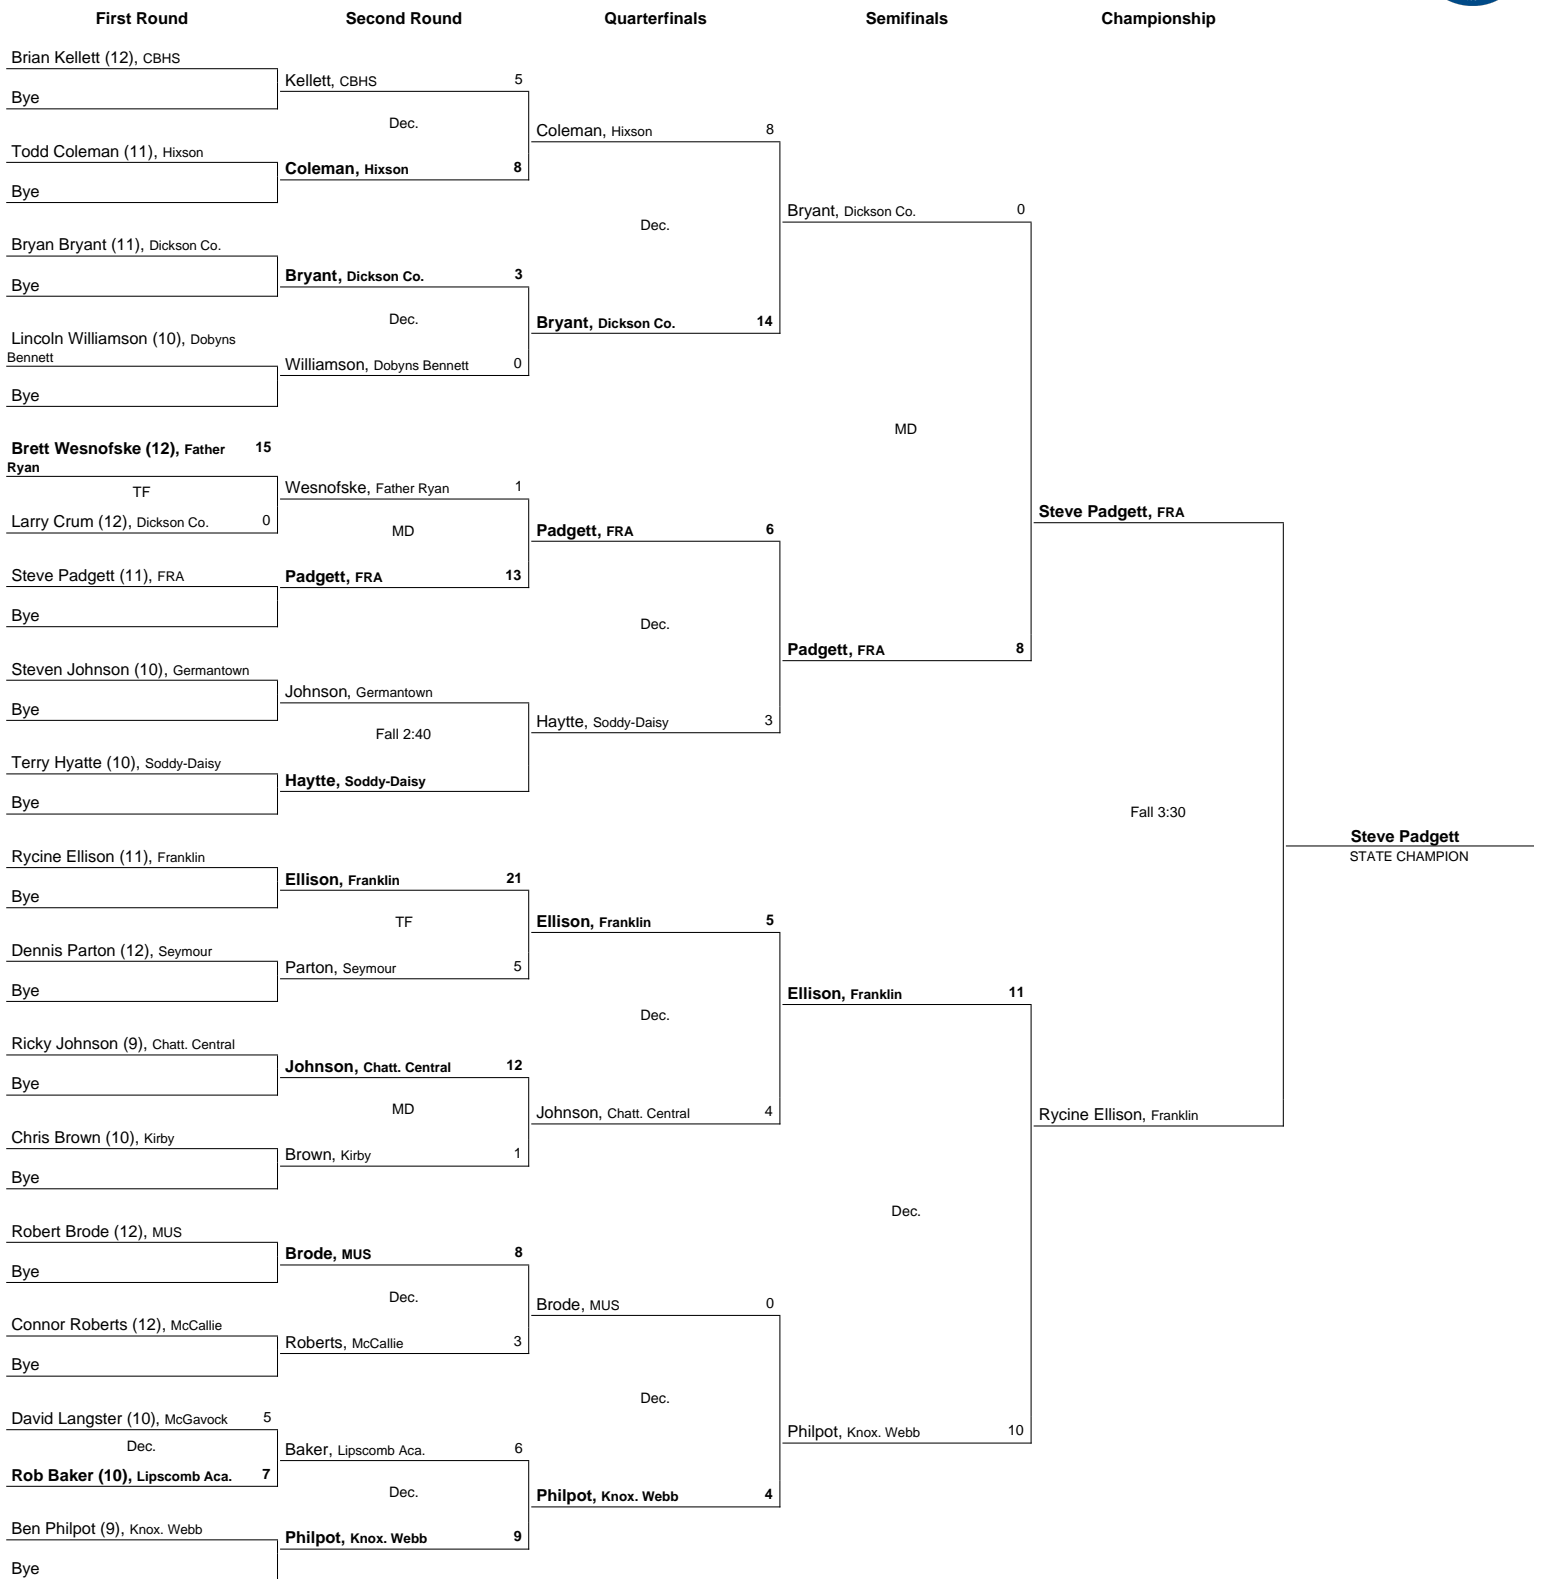 First Round Second Round Quarterfinals Semifinals Championship
Brian Kellett (12), CBHS
Bye
Todd Coleman (11), Hixson
Bye
Bryan Bryant (11), Dickson Co.
Bye
Lincoln Williamson (10), Dobyns
Bennett
Bye
Brett Wesnofske (12), Father 15
Ryan
TF
Larry Crum (12), Dickson Co. 0
Steve Padgett (11), FRA
Bye
Steven Johnson (10), Germantown
Bye
Terry Hyatte (10), Soddy-Daisy
Bye
Rycine Ellison (11), Franklin
Bye
Dennis Parton (12), Seymour
Bye
Ricky Johnson (9), Chatt. Central
Bye
Chris Brown (10), Kirby
Bye
Robert Brode (12), MUS
Bye
Connor Roberts (12), McCallie
Bye
David Langster (10), McGavock 5
Dec.
Rob Baker (10), Lipscomb Aca. 7
Ben Philpot (9), Knox. Webb
Bye
Kellett, CBHS 5
Dec.
Coleman, Hixson 8
Bryant, Dickson Co. 3
Dec.
Williamson, Dobyns Bennett 0
Wesnofske, Father Ryan 1
MD
Padgett, FRA 13
Johnson, Germantown
Fall 2:40
Haytte, Soddy-Daisy
Ellison, Franklin 21
TF
Parton, Seymour 5
Johnson, Chatt. Central 12
MD
Brown, Kirby 1
Brode, MUS 8
Dec.
Roberts, McCallie 3
Baker, Lipscomb Aca. 6
Dec.
Philpot, Knox. Webb 9
Coleman, Hixson 8
Dec.
Bryant, Dickson Co. 14
Padgett, FRA 6
Dec.
Haytte, Soddy-Daisy 3
Ellison, Franklin 5
Dec.
Johnson, Chatt. Central 4
Brode, MUS 0
Dec.
Philpot, Knox. Webb 4
Bryant, Dickson Co. 0
MD
Padgett, FRA 8
Ellison, Franklin 11
Dec.
Philpot, Knox. Webb 10
Steve Padgett, FRA
Fall 3:30
Rycine Ellison, Franklin
Steve Padgett
STATE CHAMPION